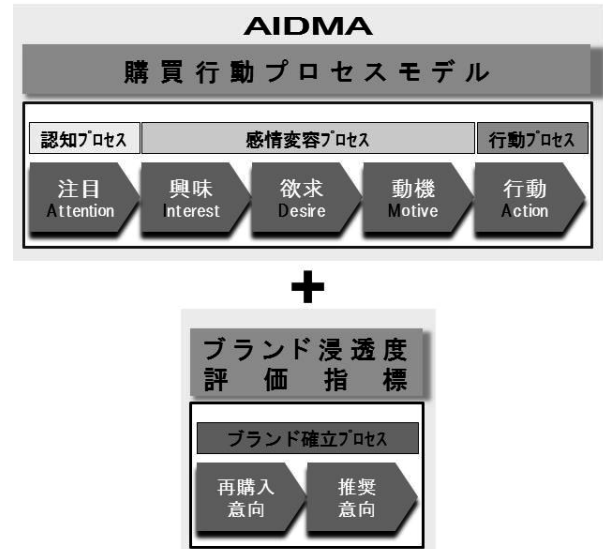 AIDMA
購買行動プロセスモデル
認知プロセス
感情変容プロセス
行動プロセス
注目
Attention
興味
Interest
欲求
Desire
動機
Motive
行動
Action
+
ブランド浸透度
評価指標
ブランド確立プロセス
再購入
意向
推奨
意向